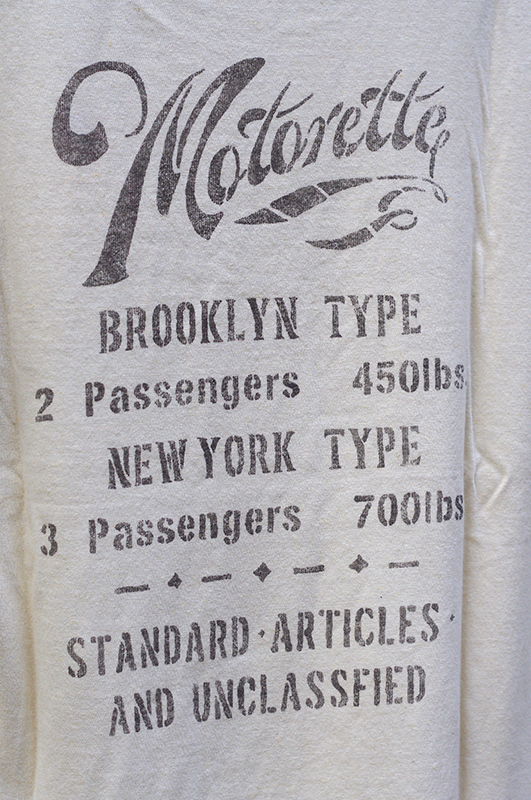 Motorette
BROOKLYN TYPE
2 Passengers 450lbs
NEW YORK TYPE
3 Passengers 700lbs
STANDARD·ARTICLES·
AND UNCLASSFIED